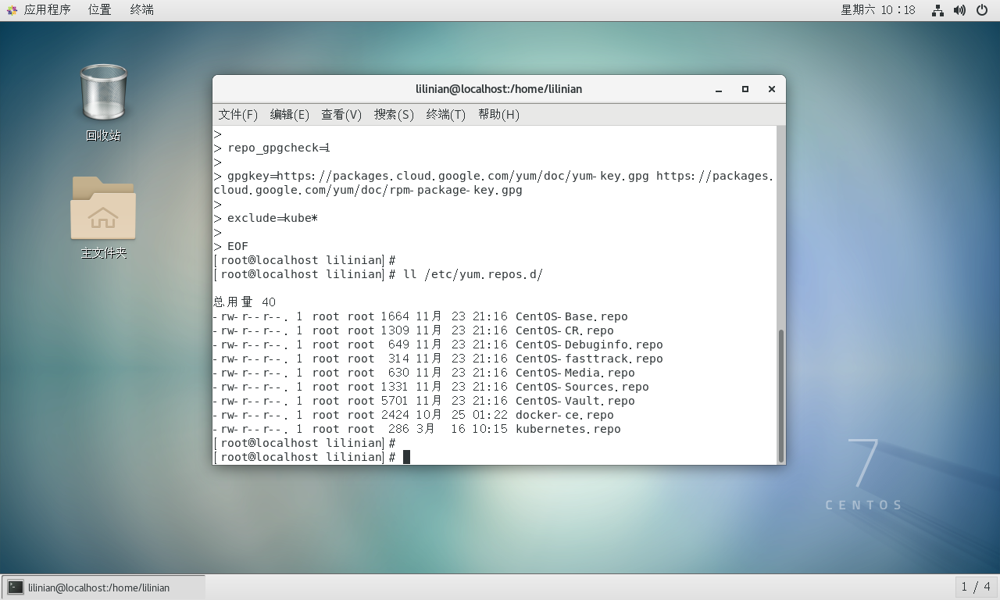 应用程序 位置 终端 星期六 10：18
回收站
主文件夹
lilinian@localhost:/home/lilinian
文件(F) 编辑(E) 查看(V) 搜索(S) 终端(T) 帮助(H)
>
> repo_gpgcheck=1
>
> gpgkey=https://packages.cloud.google.com/yum/doc/yum-key.gpg https://packages.
cloud.google.com/yum/doc/rpm-package-key.gpg
>
> exclude=kube*
>
> EOF
[root@localhost lilinian]#
[root@localhost lilinian]# ll /etc/yum.repos.d/
总用量 40
-rw-r--r--. 1 root root 1664 11月 23 21:16 CentOS-Base.repo
-rw-r--r--. 1 root root 1309 11月 23 21:16 CentOS-CR.repo
-rw-r--r--. 1 root root 649 11月 23 21:16 CentOS-Debuginfo.repo
-rw-r--r--. 1 root root 314 11月 23 21:16 CentOS-fasttrack.repo
-rw-r--r--. 1 root root 630 11月 23 21:16 CentOS-Media.repo
-rw-r--r--. 1 root root 1331 11月 23 21:16 CentOS-Sources.repo
-rw-r--r--. 1 root root 5701 11月 23 21:16 CentOS-Vault.repo
-rw-r--r--. 1 root root 2424 10月 25 01:22 docker-ce.repo
-rw-r--r--. 1 root root 286 3月 16 10:15 kubernetes.repo
[root@localhost lilinian]#
[root@localhost lilinian]#
7
CENTOS
lilinian@localhost:/home/lilinian 1 / 4